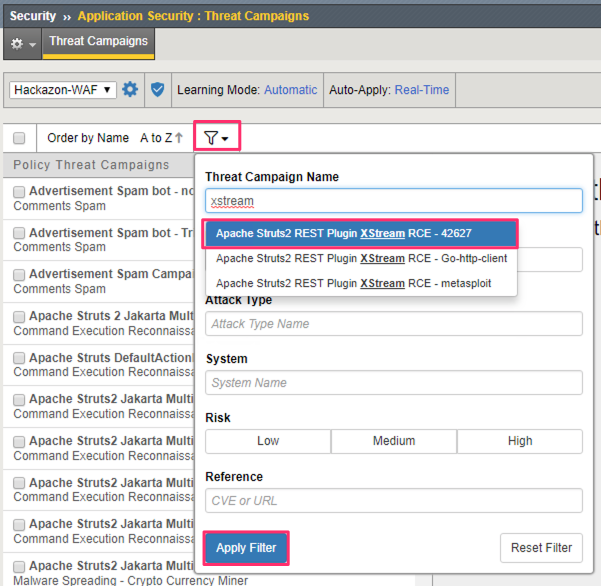 Security » Application Security : Threat Campaigns
Threat Campaigns
Hackazon-WAF Learning Mode: Automatic Auto-Apply: Real-Time
Order by Name A to Z
Policy Threat Campaigns
Advertisement Spam bot - no
Comments Spam
Advertisement Spam bot - Tr
Comments Spam
Advertisement Spam Campa
Comments Spam
Apache Struts 2 Jakarta Multi
Command Execution Reconnaissa
Apache Struts DefaultActionI
Command Execution Reconnaissa
Apache Struts2 Jakarta Multi
Command Execution Reconnaissa
Apache Struts2 Jakarta Multi
Command Execution Reconnaissa
Apache Struts2 Jakarta Multi
Command Execution Reconnaissa
Apache Struts2 Jakarta Multi
Command Execution Reconnaissa
Apache Struts2 Jakarta Multi
Malware Spreading - Crypto Currency Miner
Threat Campaign Name
xstream
Apache Struts2 REST Plugin XStream RCE - 42627
Apache Struts2 REST Plugin XStream RCE - Go-http-client
Apache Struts2 REST Plugin XStream RCE - metasploit
Attack Type
Attack Type Name
System
System Name
Risk
Low Medium High
Reference
CVE or URL
Apply Filter Reset Filter